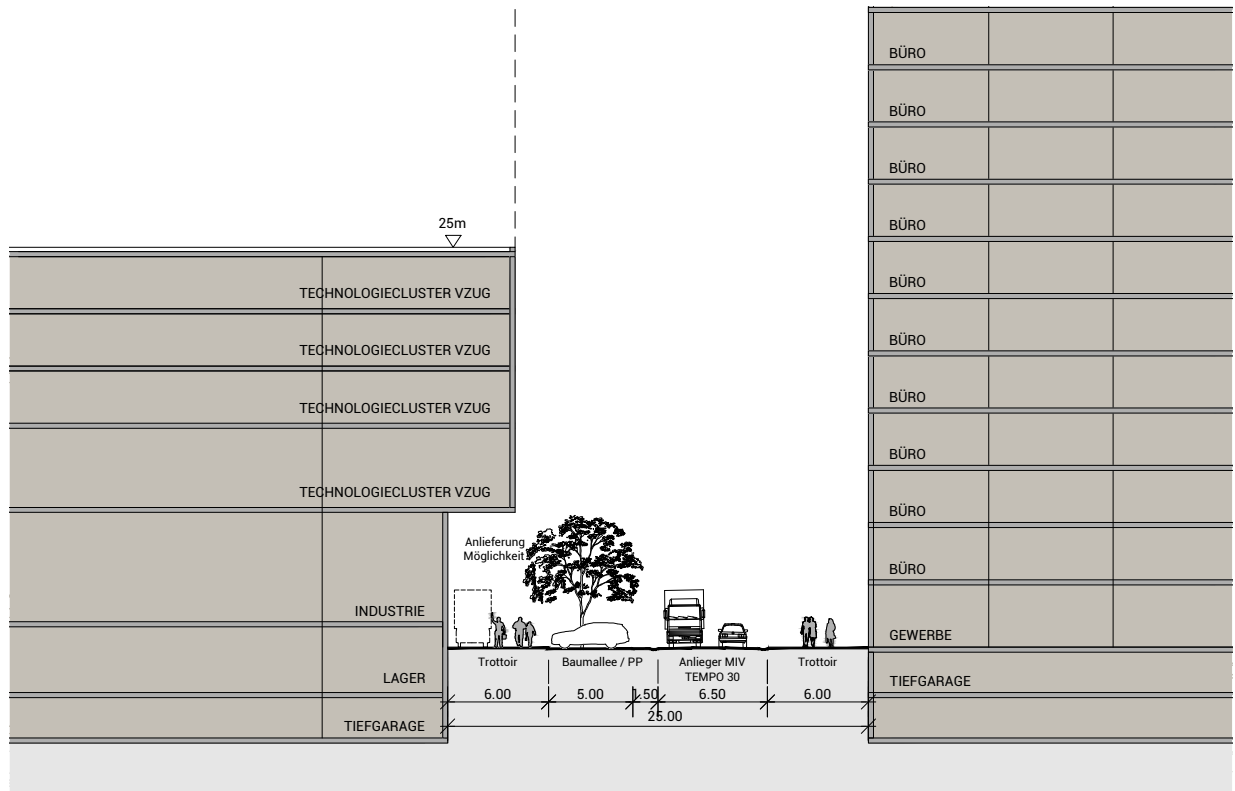 25m
TECHNOLOGIECLUSTER VZUG
TECHNOLOGIECLUSTER VZUG
TECHNOLOGIECLUSTER VZUG
TECHNOLOGIECLUSTER VZUG
INDUSTRIE
LAGER
TIEFGARAGE
Anlieferung
Möglichkeit
Trottoir
Baumallee / PP
Anlieger MIV
TEMPO 30
Trottoir
6.00
5.00
1.50
6.50
6.00
25.00
BÜRO
BÜRO
BÜRO
BÜRO
BÜRO
BÜRO
BÜRO
BÜRO
BÜRO
BÜRO
GEWERBE
TIEFGARAGE